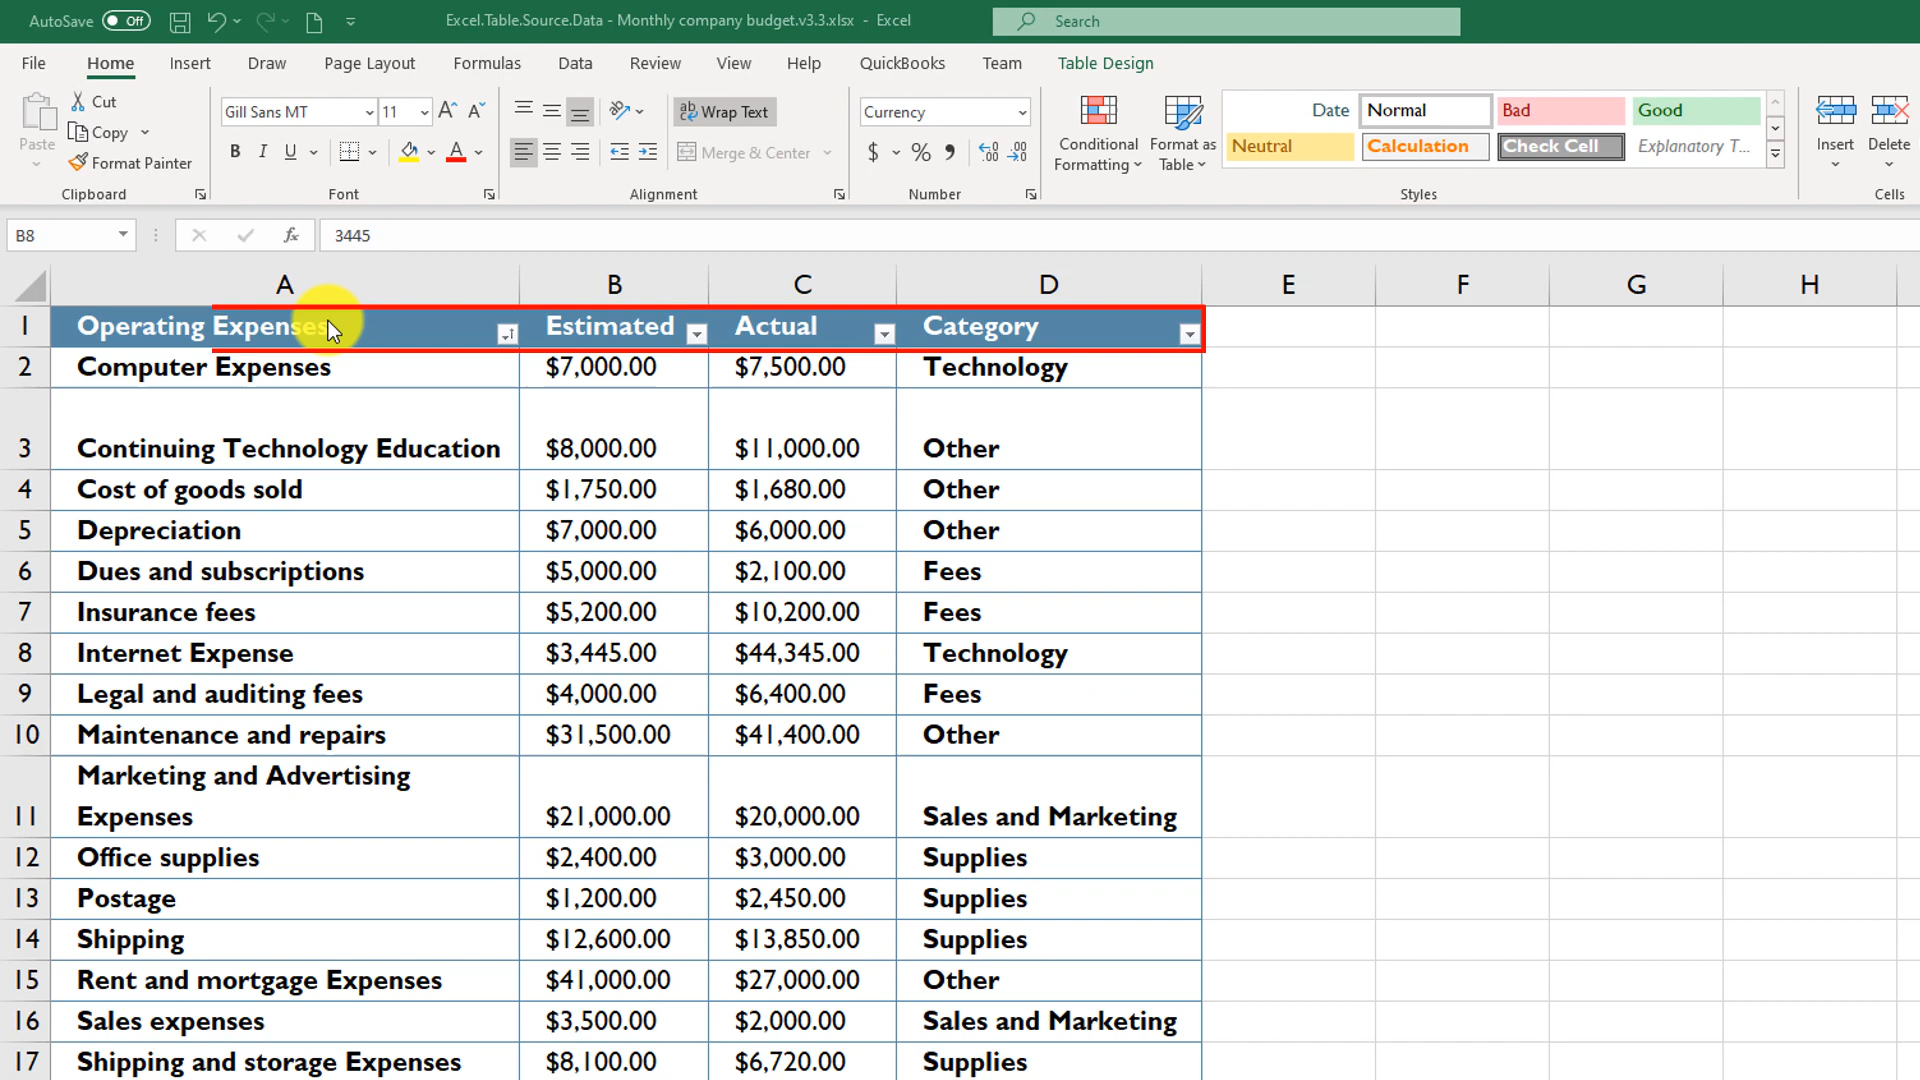 AutoSave Off Excel.Table.Source.Data - Monthly company budget.v3.3.xlsx - Excel Search
File Home Insert Draw Page Layout Formulas Data Review View Help QuickBooks Team Table Design
Paste
Cut
Copy
Format Painter
Clipboard
Gill Sans MT 11
B I U
Font
Wrap Text
Merge & Center
Alignment
Currency
$ % 9
Number
Conditional Formatting
Format as Table
Date Normal Bad Good
Neutral Calculation Check Cell Explanatory T...
Styles
Insert Delete
Cells
B8 fx 3445
A B C D E F G H
1 Operating Expenses Estimated Actual Category
2 Computer Expenses $7,000.00 $7,500.00 Technology
3 Continuing Technology Education $8,000.00 $11,000.00 Other
4 Cost of goods sold $1,750.00 $1,680.00 Other
5 Depreciation $7,000.00 $6,000.00 Other
6 Dues and subscriptions $5,000.00 $2,100.00 Fees
7 Insurance fees $5,200.00 $10,200.00 Fees
8 Internet Expense $3,445.00 $44,345.00 Technology
9 Legal and auditing fees $4,000.00 $6,400.00 Fees
10 Maintenance and repairs $31,500.00 $41,400.00 Other
Marketing and Advertising
11 Expenses $21,000.00 $20,000.00 Sales and Marketing
12 Office supplies $2,400.00 $3,000.00 Supplies
13 Postage $1,200.00 $2,450.00 Supplies
14 Shipping $12,600.00 $13,850.00 Supplies
15 Rent and mortgage Expenses $41,000.00 $27,000.00 Other
16 Sales expenses $3,500.00 $2,000.00 Sales and Marketing
17 Shipping and storage Expenses $8,100.00 $6,720.00 Supplies